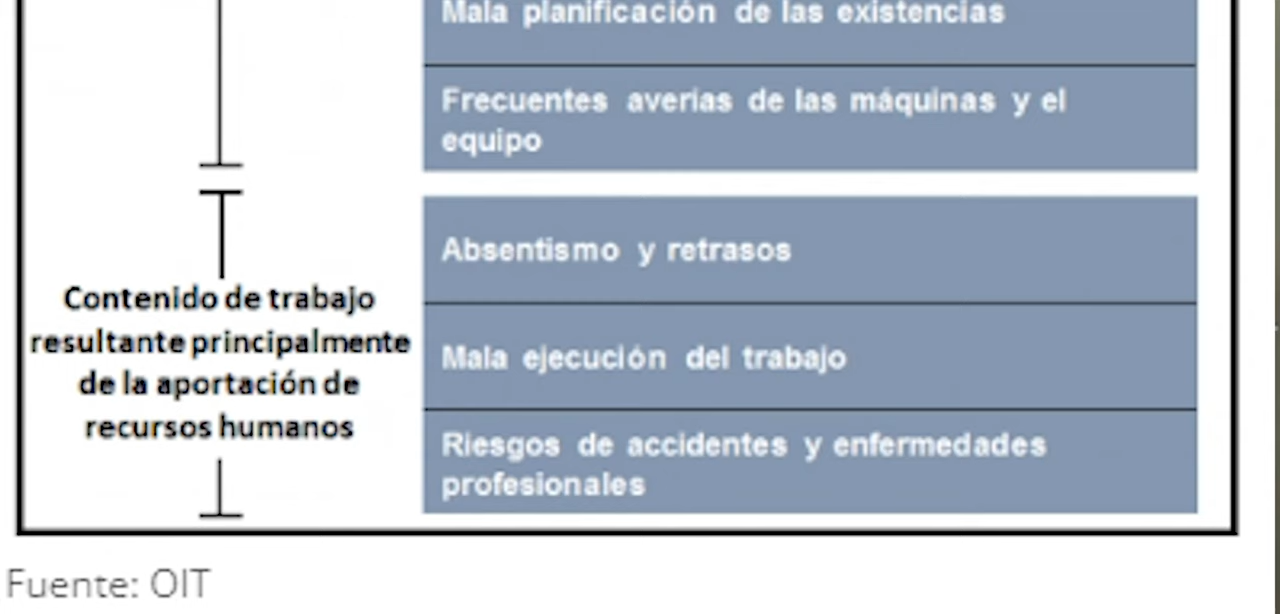 Mala planificación de las existencias
Frecuentes averías de las máquinas y el
equipo
Absentismo y retrasos
Contenido de trabajo
resultante principalmente
de la aportación de
recursos humanos
Mala ejecución del trabajo
Riesgos de accidentes y enfermedades
profesionales
Fuente: OIT